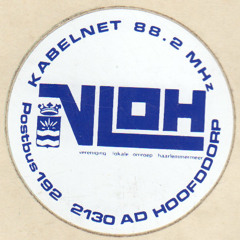 KABELNET 88.2 MHz
VLOH
vereniging lokale omroep haarlemmermeer
Postbus 192 2130 AD HOOFDDORP